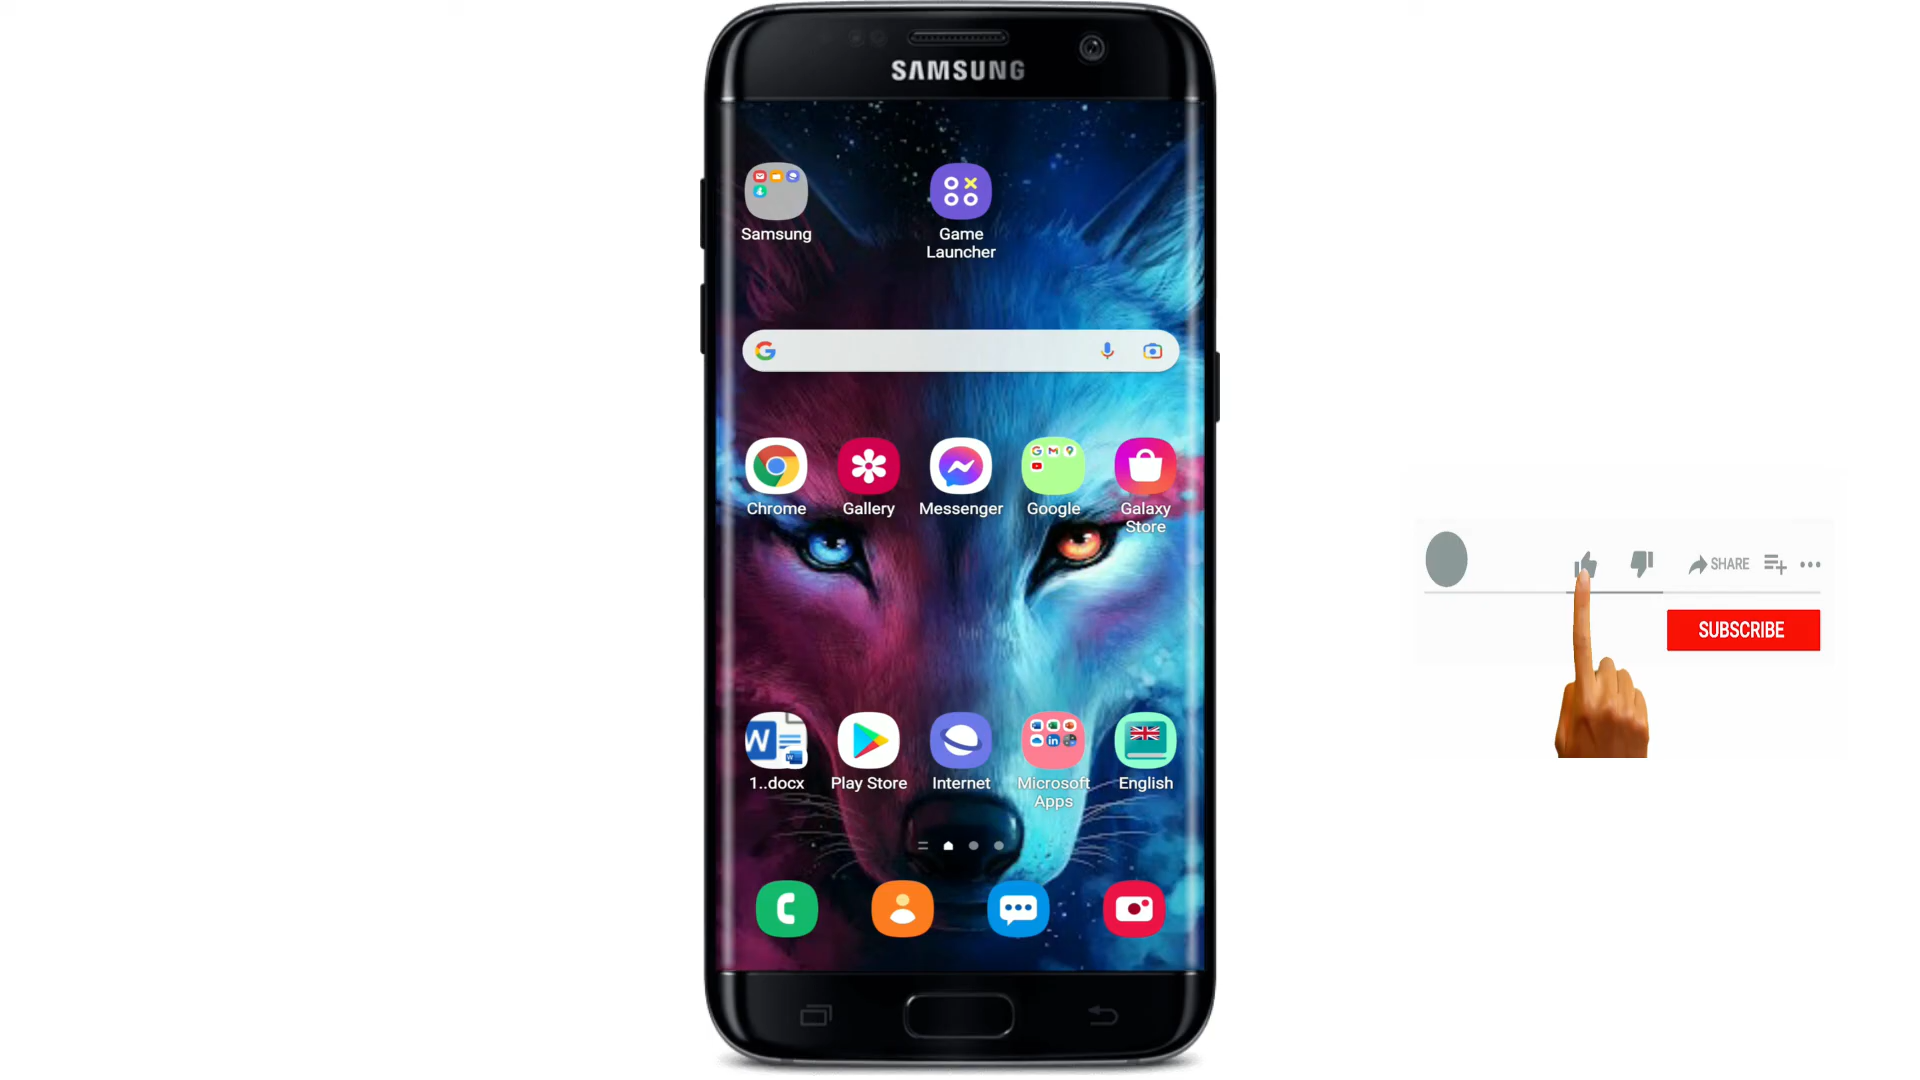 SAMSUNG
Samsung
Game
Launcher
Chrome
Gallery
Messenger
Google
Galaxy
Store
SHARE
SUBSCRIBE
1..docx
Play Store
Internet
Microsoft
Apps
English